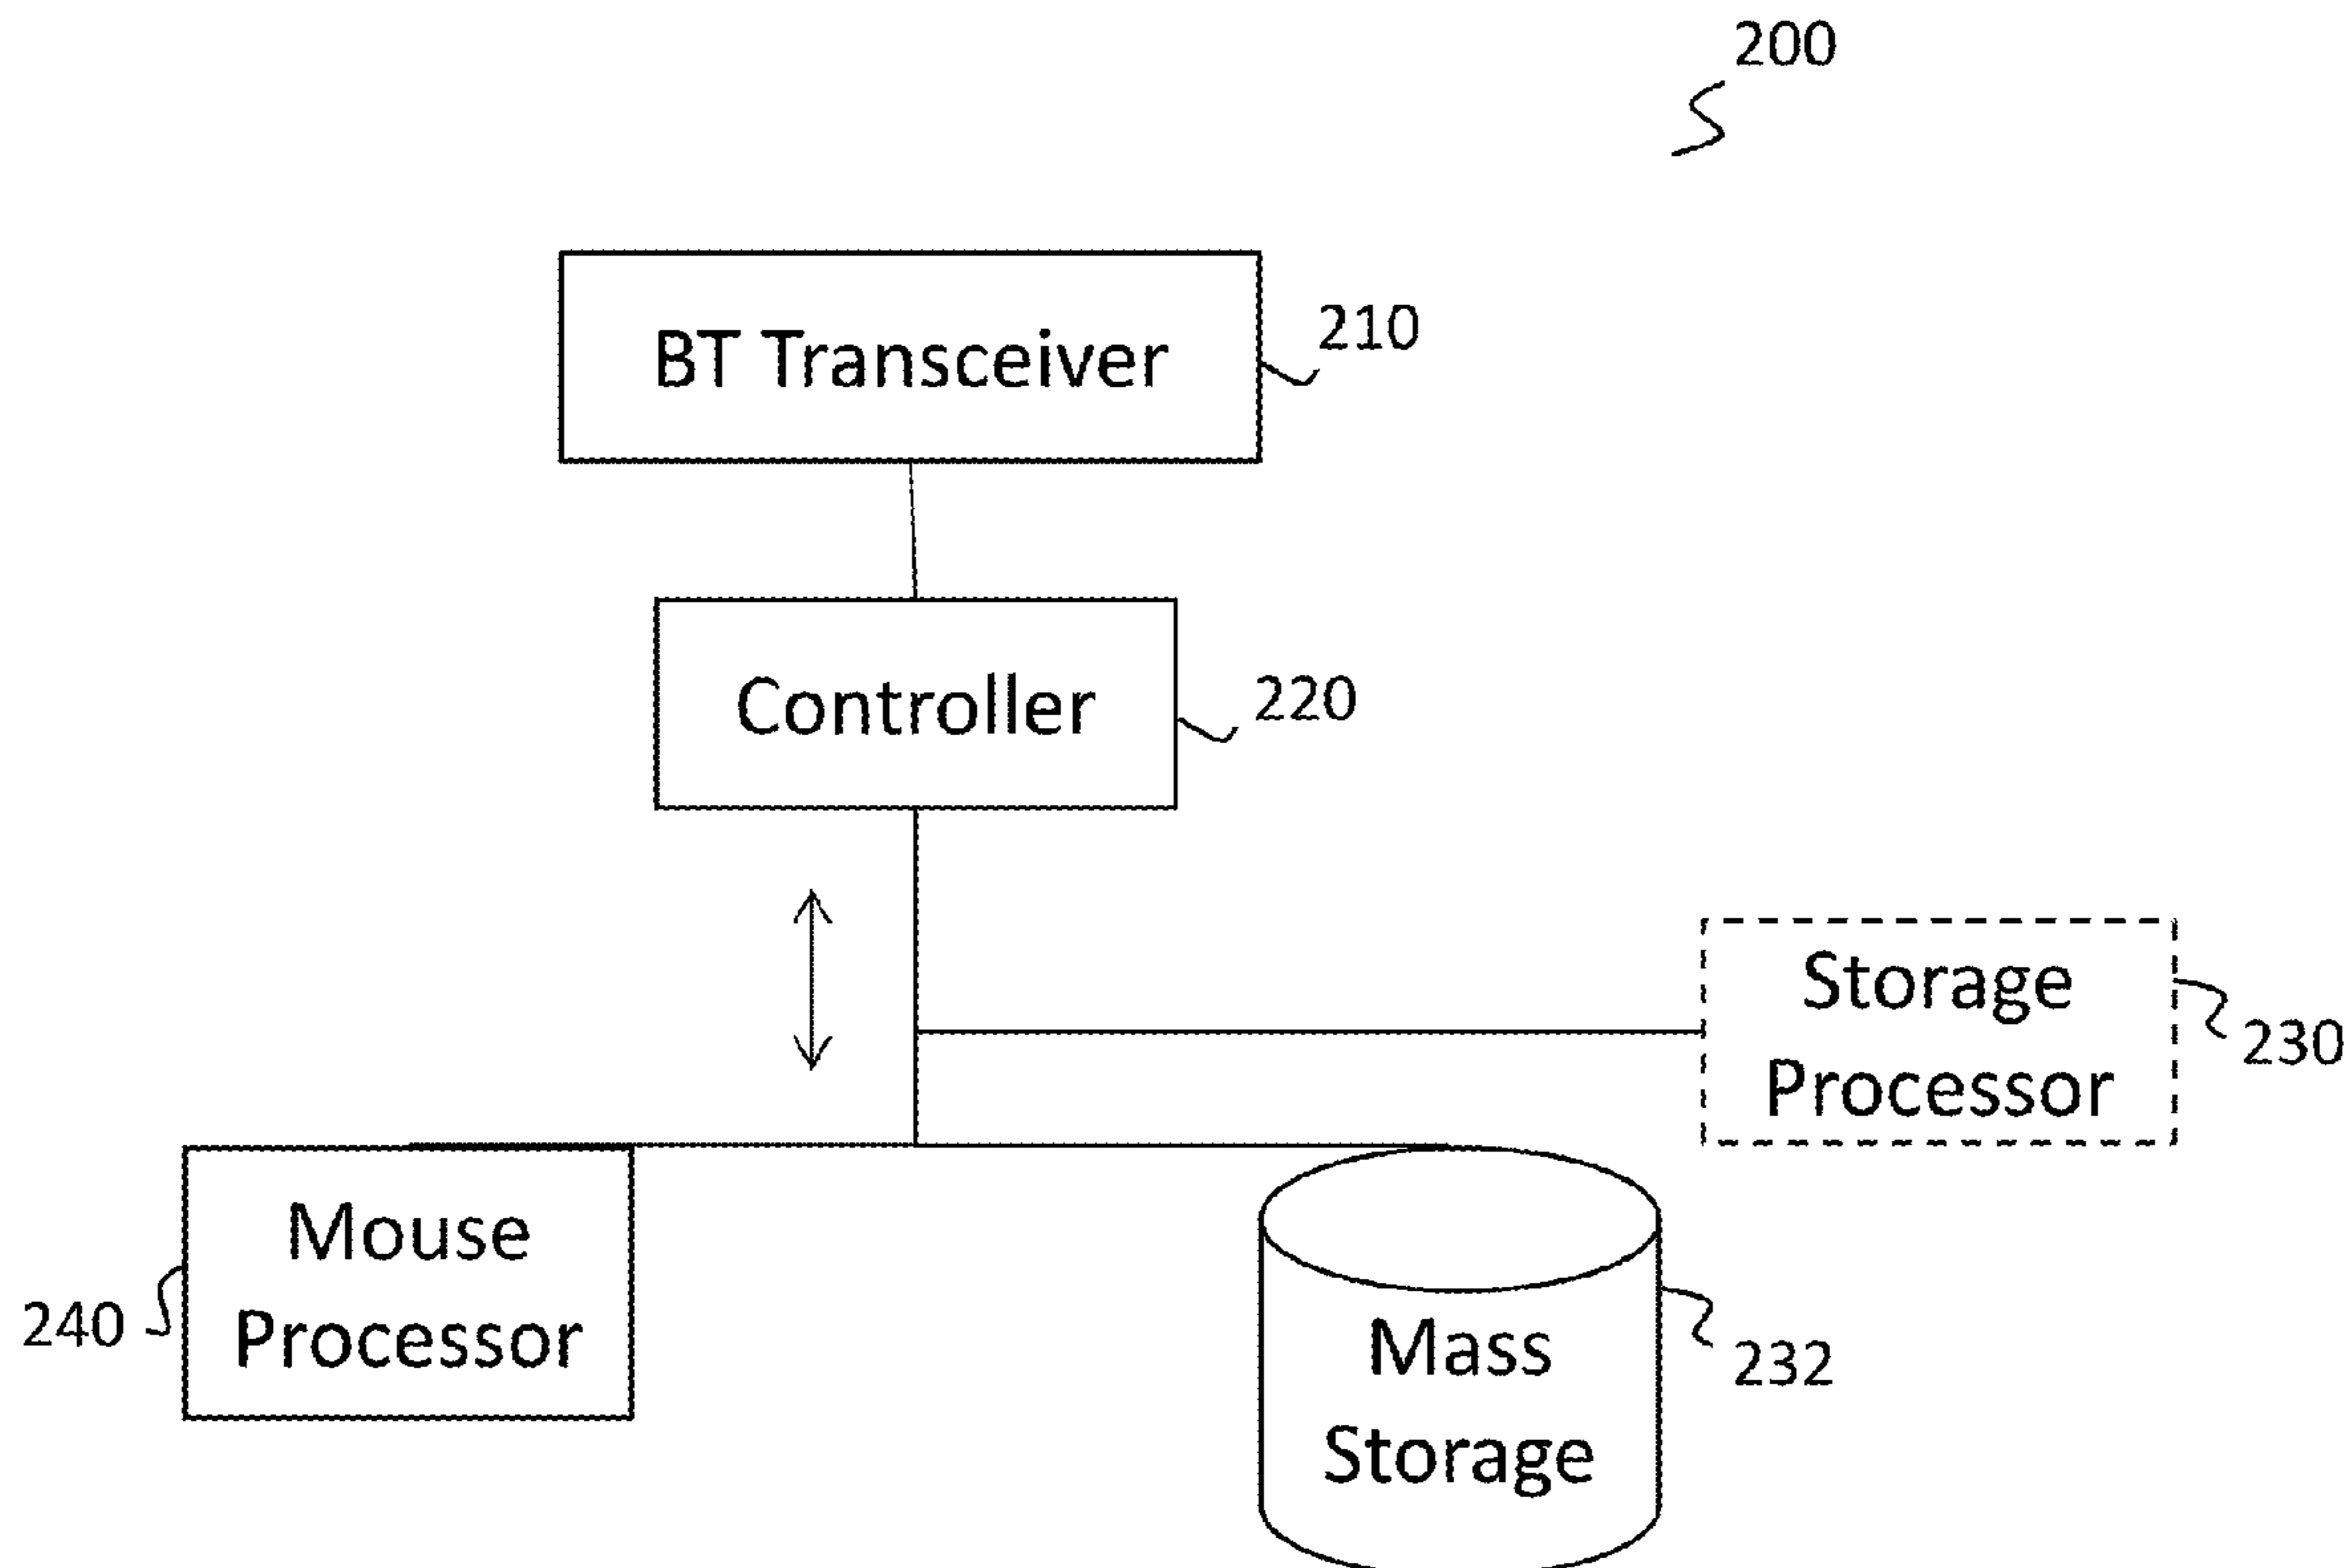 200
BT Transceiver
210
Controller
220
Storage
Processor
230
Mouse
Processor
240
Mass
Storage
232